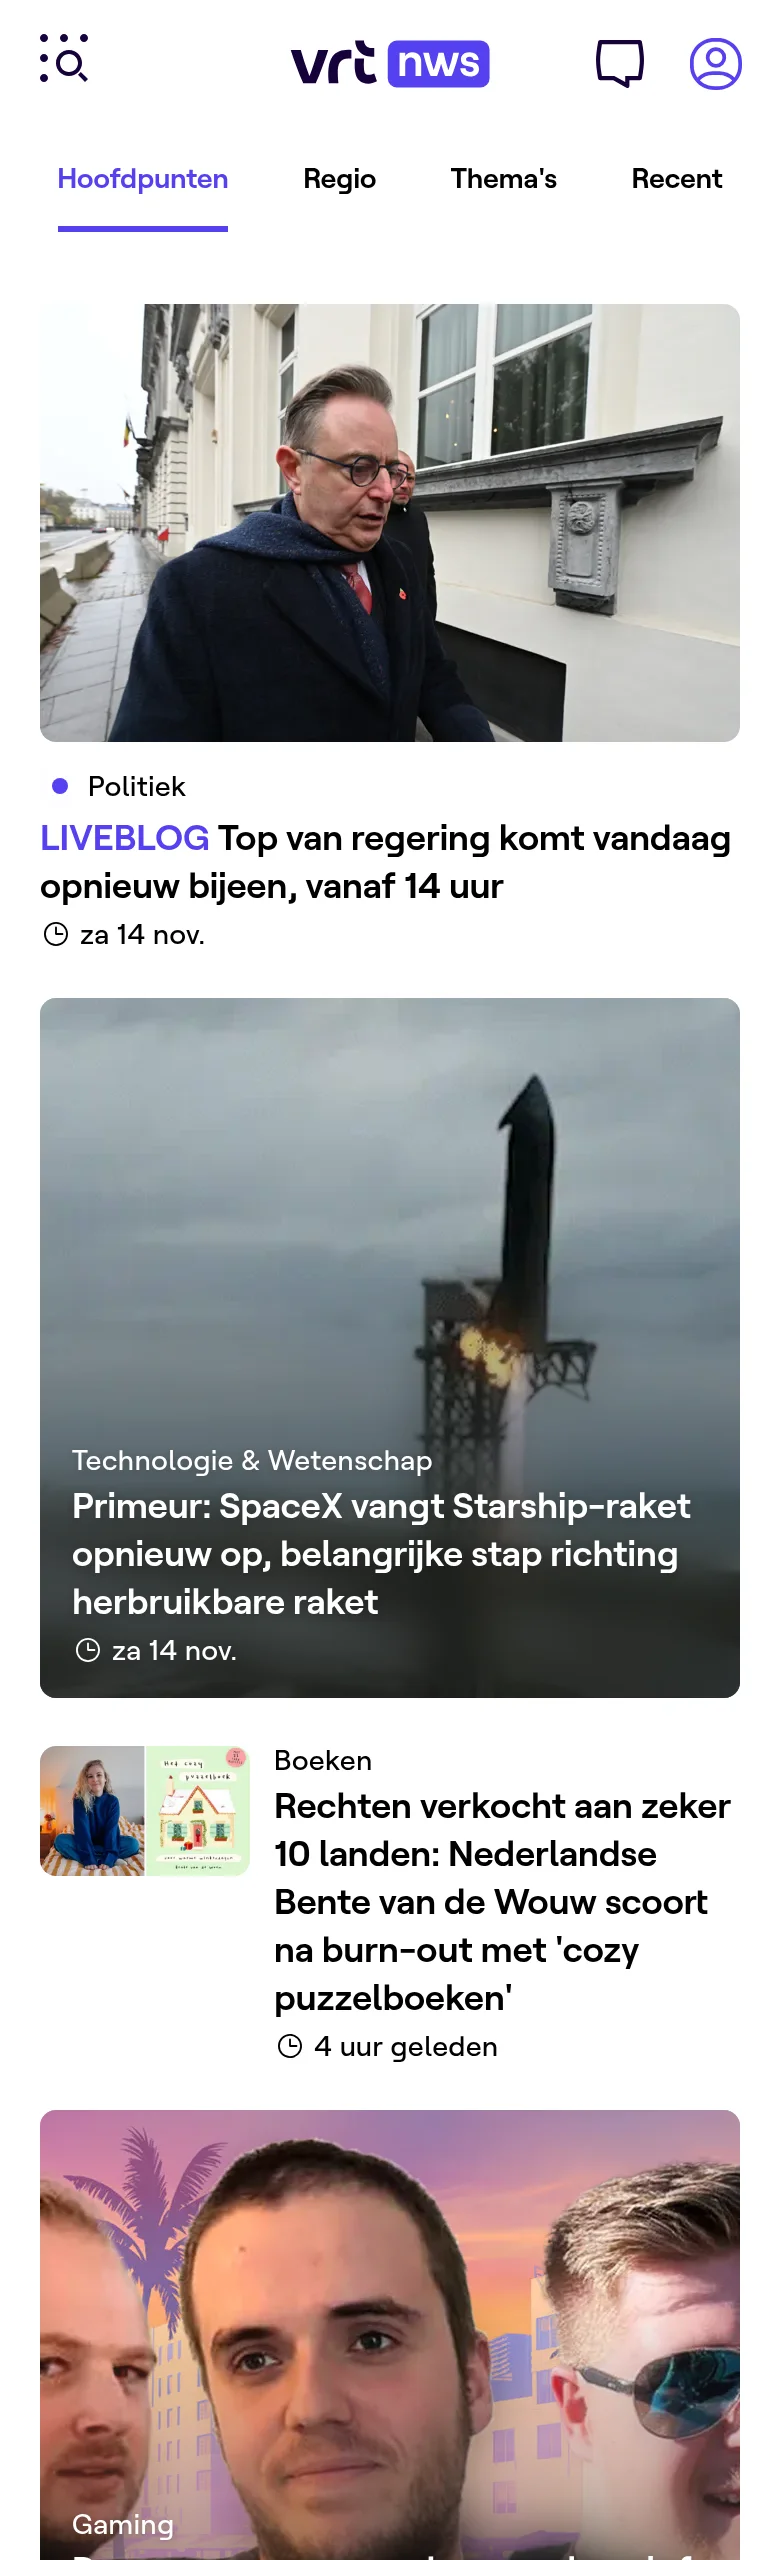 vrt nws
Hoofdpunten Regio Thema's Recent
Politiek
LIVEBLOG Top van regering komt vandaag
opnieuw bijeen, vanaf 14 uur
za 14 nov.
Technologie & Wetenschap
Primeur: SpaceX vangt Starship-raket
opnieuw op, belangrijke stap richting
herbruikbare raket
za 14 nov.
Het cozy
puzzelboek
Boeken
Rechten verkocht aan zeker
10 landen: Nederlandse
Bente van de Wouw scoort
na burn-out met 'cozy
puzzelboeken'
4 uur geleden
Gaming